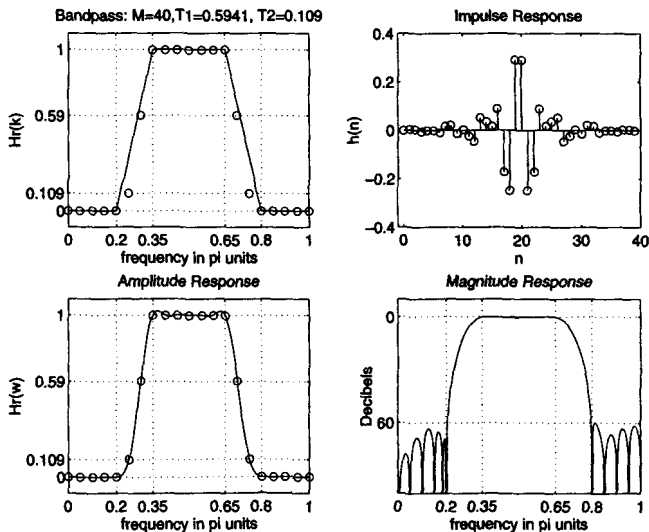 Bandpass: M=40,T1=0.5941, T2=0.109
Hr(k)
1
0.59
0.109
0
0 0.2 0.35 0.65 0.8 1
frequency in pi units
Impulse Response
h(n)
0.4
0.2
0
-0.2
-0.4
0 10 20 30 40
n
Amplitude Response
Hr(w)
1
0.59
0.109
0
0 0.2 0.35 0.65 0.8 1
frequency in pi units
Magnitude Response
Decibels
0
60
0 0.2 0.35 0.65 0.8 1
frequency in pi units